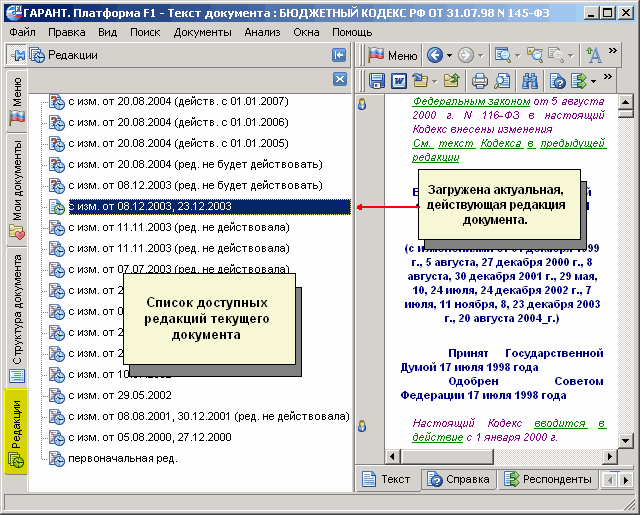 ГАРАНТ. Платформа F1 - Текст документа : БЮДЖЕТНЫЙ КОДЕКС РФ ОТ 31.07.98 N 145-ФЗ
Файл Правка Вид Поиск Документы Анализ Окна Помощь
Редакции
Меню
Мои документы
Структура документа
Редакции
с изм. от 20.08.2004 (действ. с 01.01.2007)
с изм. от 20.08.2004 (действ. с 01.01.2006)
с изм. от 20.08.2004 (действ. с 01.01.2005)
с изм. от 20.08.2004 (ред. не будет действовать)
с изм. от 08.12.2003 (ред. не будет действовать)
с изм. от 08.12.2003, 23.12.2003
с изм. от 11.11.2003 (ред. не действовала)
с изм. от 11.11.2003 (ред. не действовала)
с изм. от 07.07.2003 (ред. не действовала)
с изм. от 2
с изм. от 0
с изм. от 2
с изм. от 2
с изм. от
с изм. от 29.05.2002
с изм. от 08.08.2001, 30.12.2001 (ред. не действовала)
с изм. от 05.08.2000, 27.12.2000
первоначальная ред.
Список доступных
редакций текущего
документа
Меню
Федеральным законом от 5 августа
2000 г. N 116-ФЗ в настоящий
Кодекс внесены изменения
См. текст Кодекса в предыдущей
редакции
Загружена актуальная,
действующая редакция
документа.
г., 5 августа, 27 декабря 2000 г., 8
августа, 30 декабря 2001 г., 29 мая,
10, 24 июля, 24 декабря 2002 г., 7
июля, 11 ноября, 8, 23 декабря 2003
г., 20 августа 2004_г.)
Принят Государственной
Думой 17 июля 1998 года
Одобрен Советом
Федерации 17 июля 1998 года
Настоящий Кодекс вводится в
действие с 1 января 2000 г.
Текст Справка Респонденты